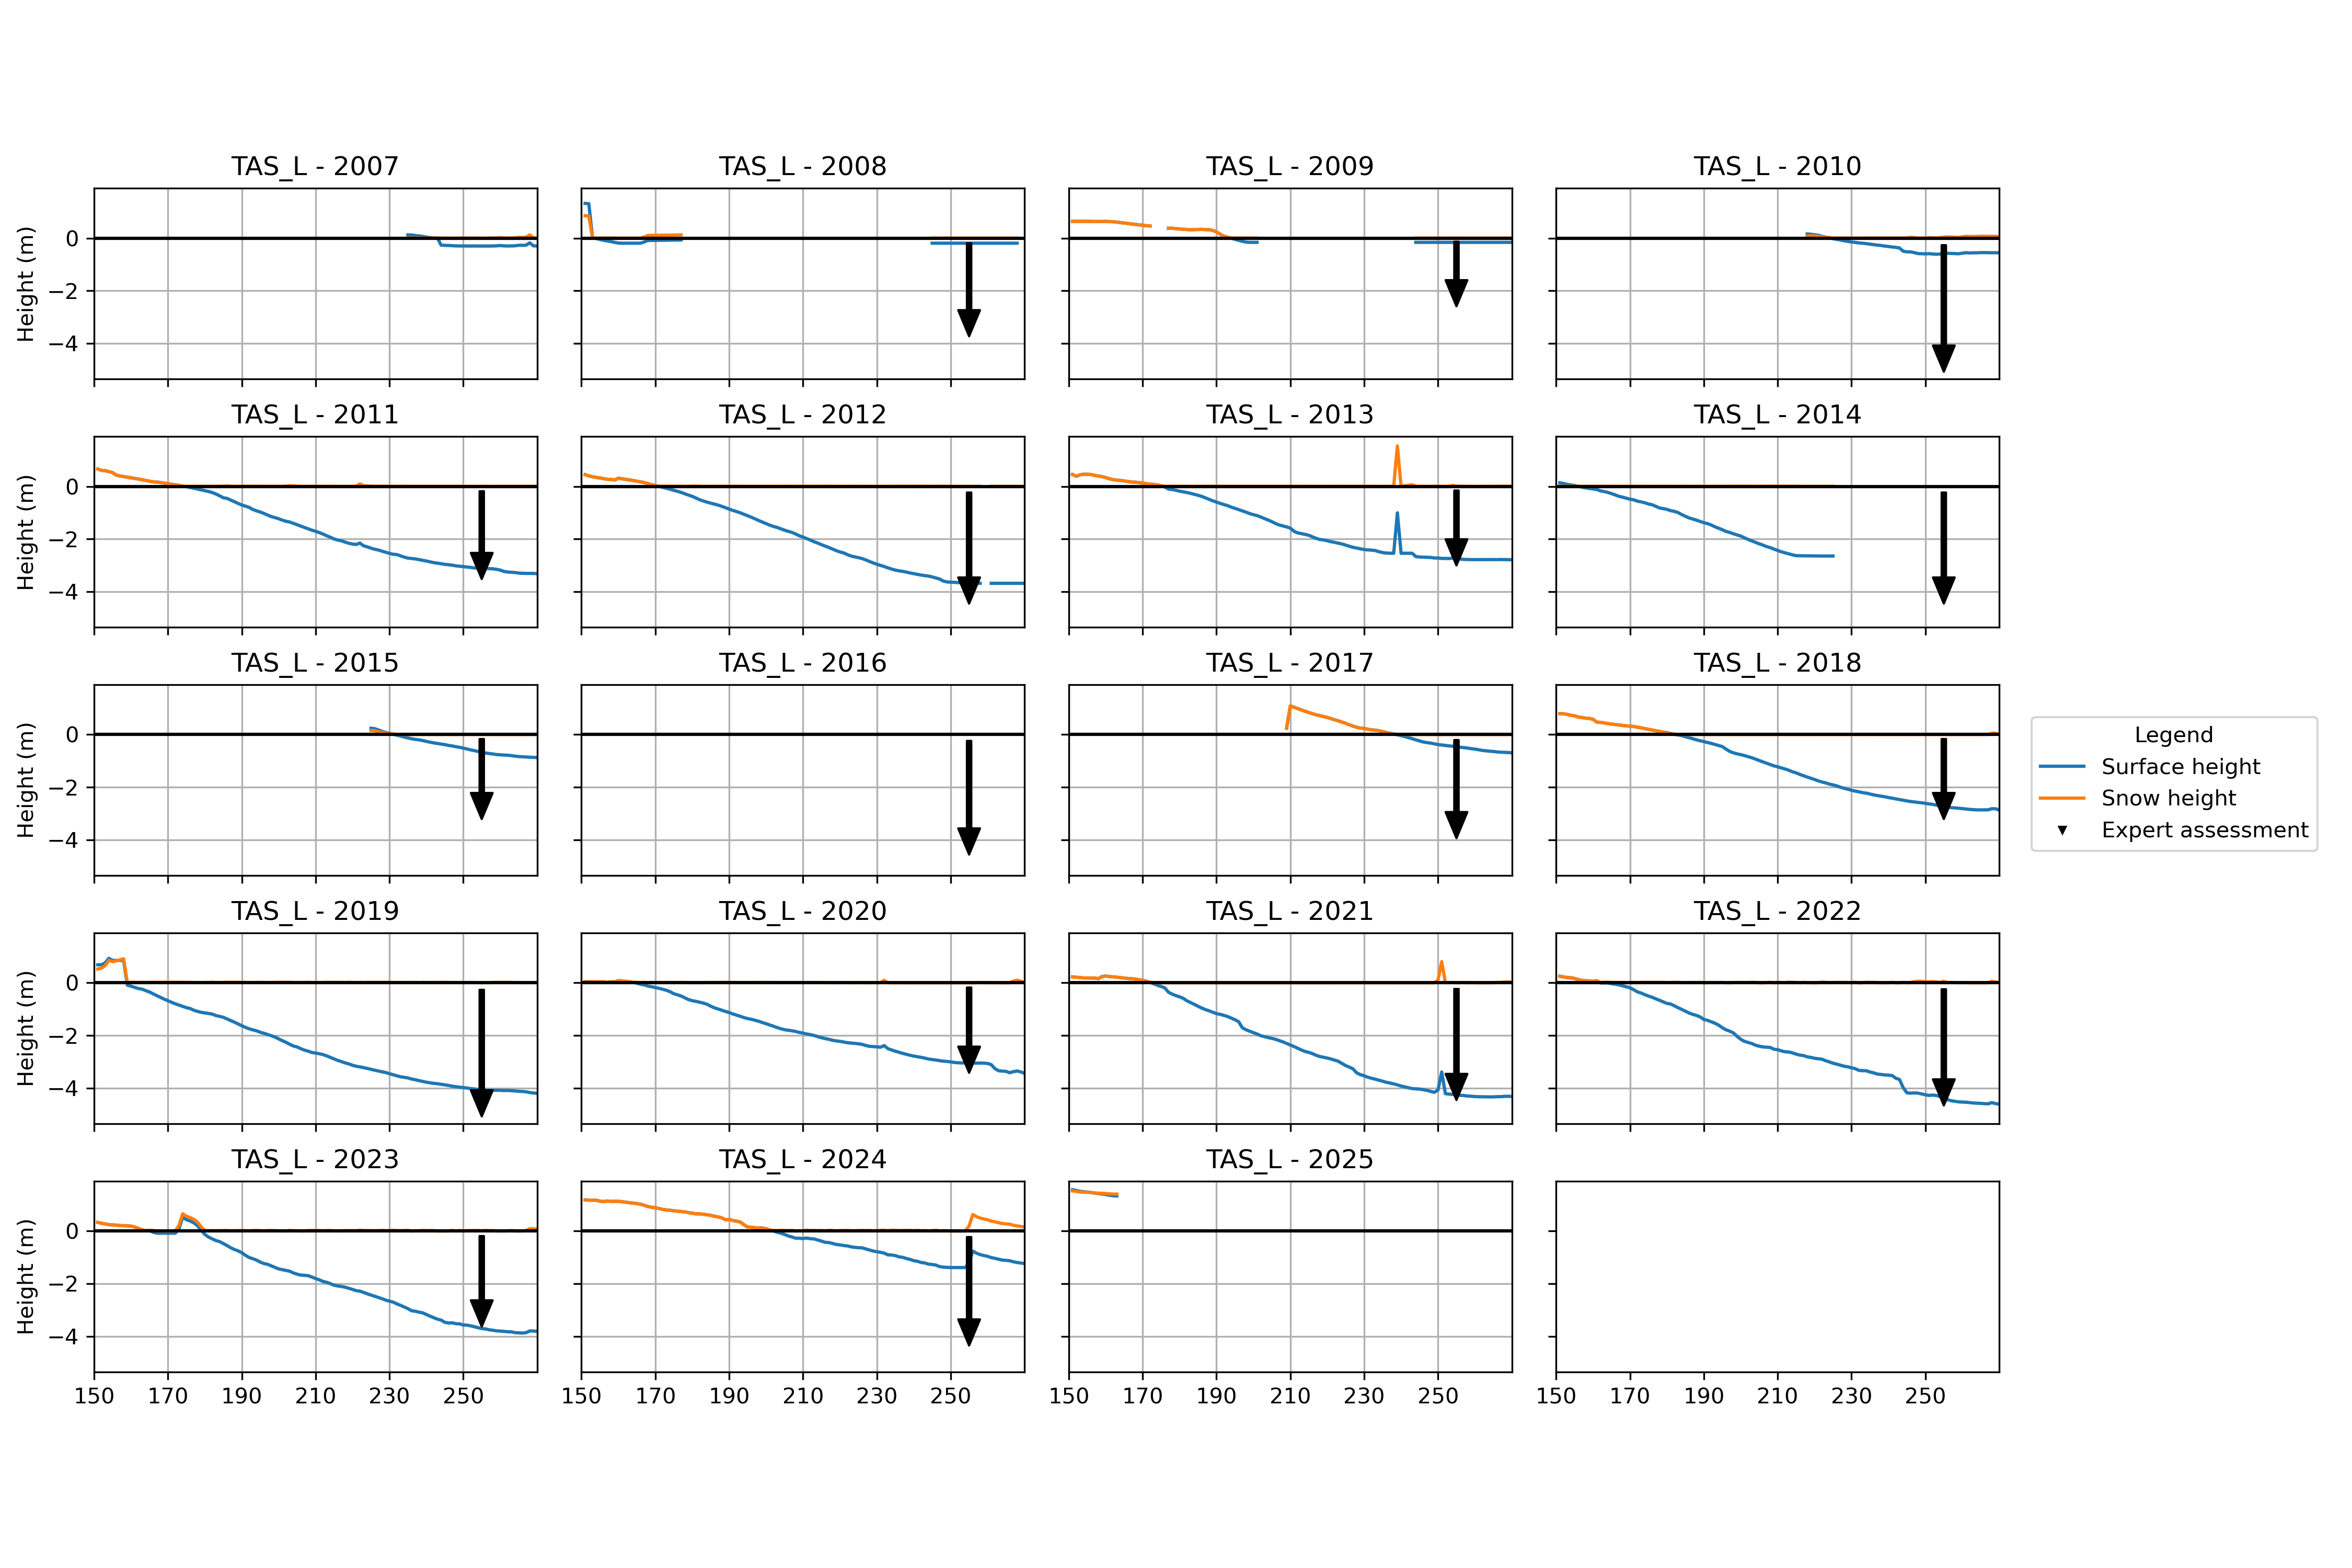 TAS_L - 2007
TAS_L - 2008
TAS_L - 2009
TAS_L - 2010
Height (m)
0
−2
−4
TAS_L - 2011
TAS_L - 2012
TAS_L - 2013
TAS_L - 2014
Height (m)
0
−2
−4
TAS_L - 2015
TAS_L - 2016
TAS_L - 2017
TAS_L - 2018
Height (m)
0
−2
−4
Legend
Surface height
Snow height
Expert assessment
TAS_L - 2019
TAS_L - 2020
TAS_L - 2021
TAS_L - 2022
Height (m)
0
−2
−4
TAS_L - 2023
TAS_L - 2024
TAS_L - 2025
Height (m)
0
−2
−4
150 170 190 210 230 250
150 170 190 210 230 250
150 170 190 210 230 250
150 170 190 210 230 250